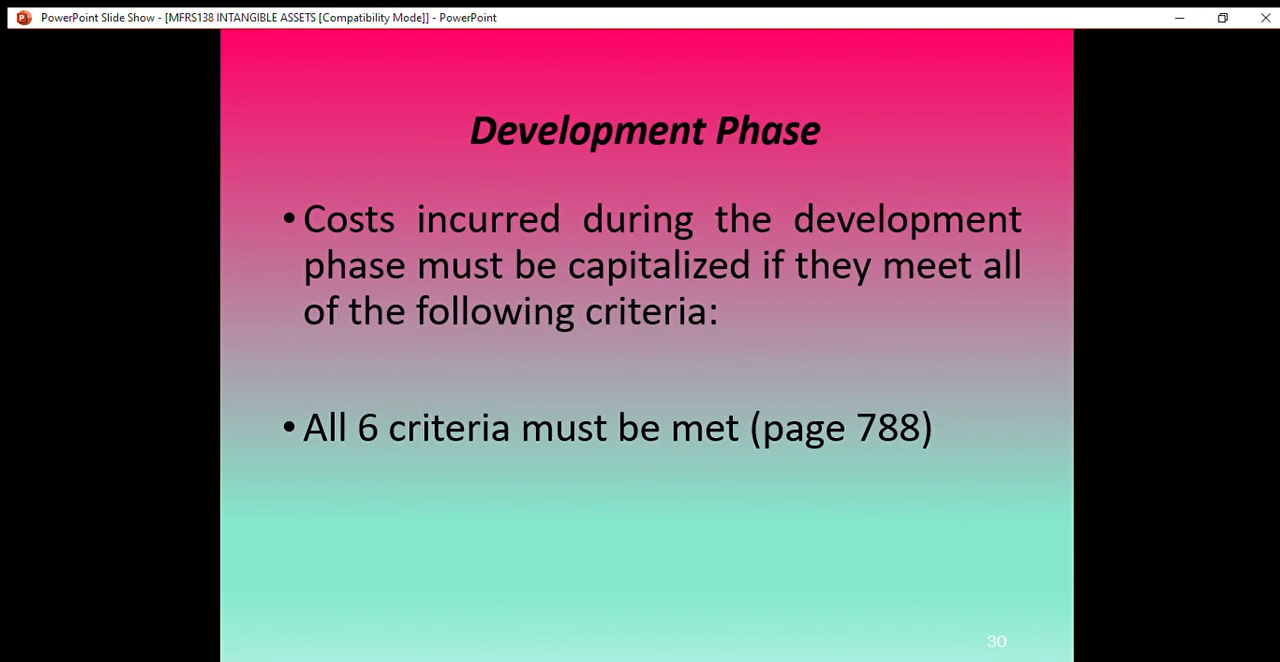 PowerPoint Slide Show - [MFRS138 INTANGIBLE ASSETS [Compatibility Mode]] - PowerPoint
Development Phase
• Costs incurred during the development
phase must be capitalized if they meet all
of the following criteria:
• All 6 criteria must be met (page 788)
30